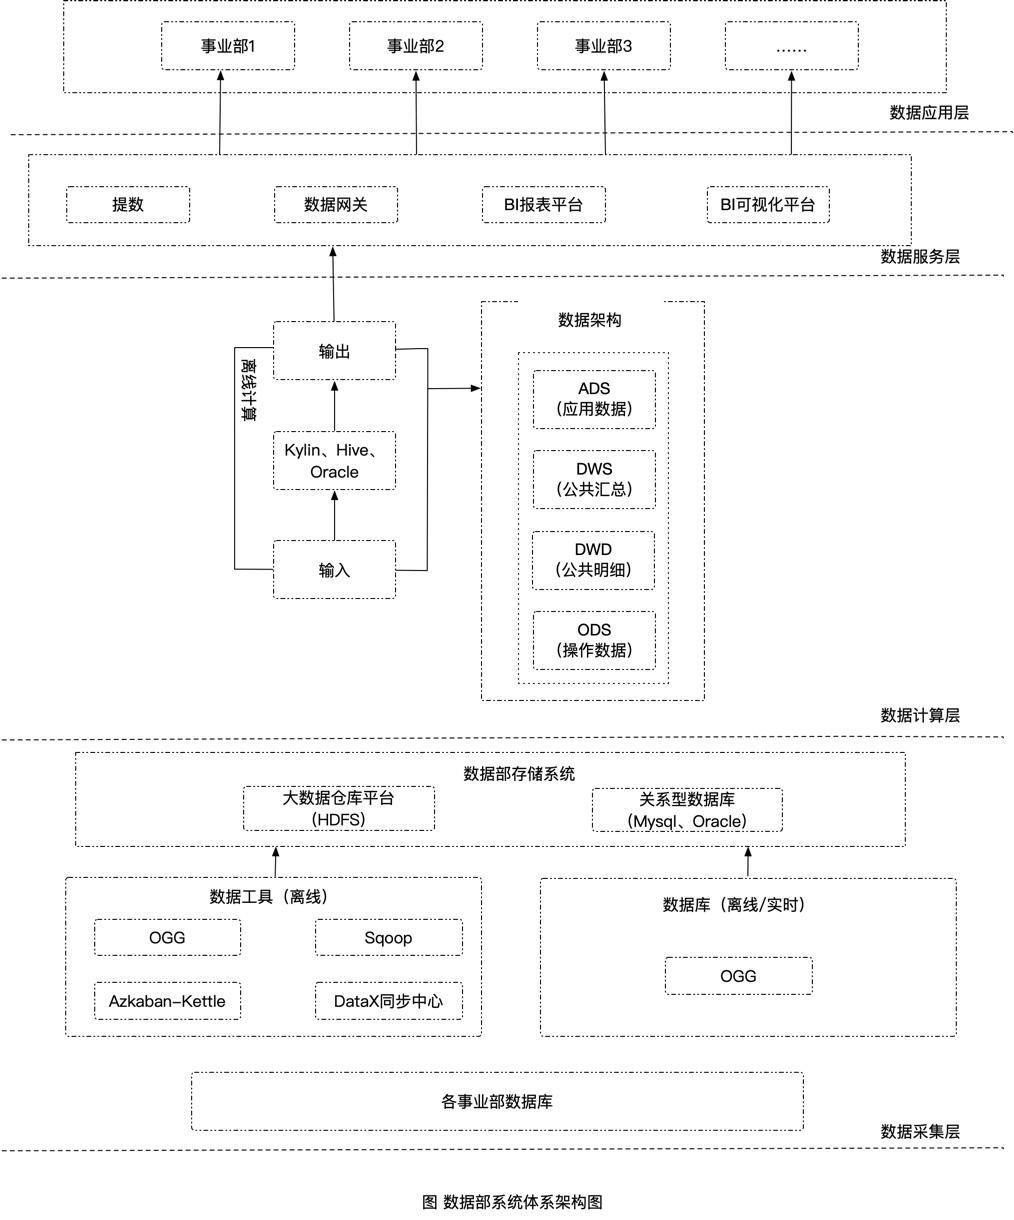 事业部1
事业部2
事业部3
......
数据应用层
提数
数据网关
BI报表平台
BI可视化平台
数据服务层
输出
离线计算
Kylin、Hive、
Oracle
输入
数据架构
ADS
（应用数据）
DWS
（公共汇总）
DWD
（公共明细）
ODS
（操作数据）
数据计算层
数据部存储系统
大数据仓库平台
（HDFS）
关系型数据库
（Mysql、Oracle）
数据工具（离线）
OGG
Sqoop
Azkaban-Kettle
DataX同步中心
数据库（离线/实时）
OGG
各事业部数据库
数据采集层
图 数据部系统体系架构图